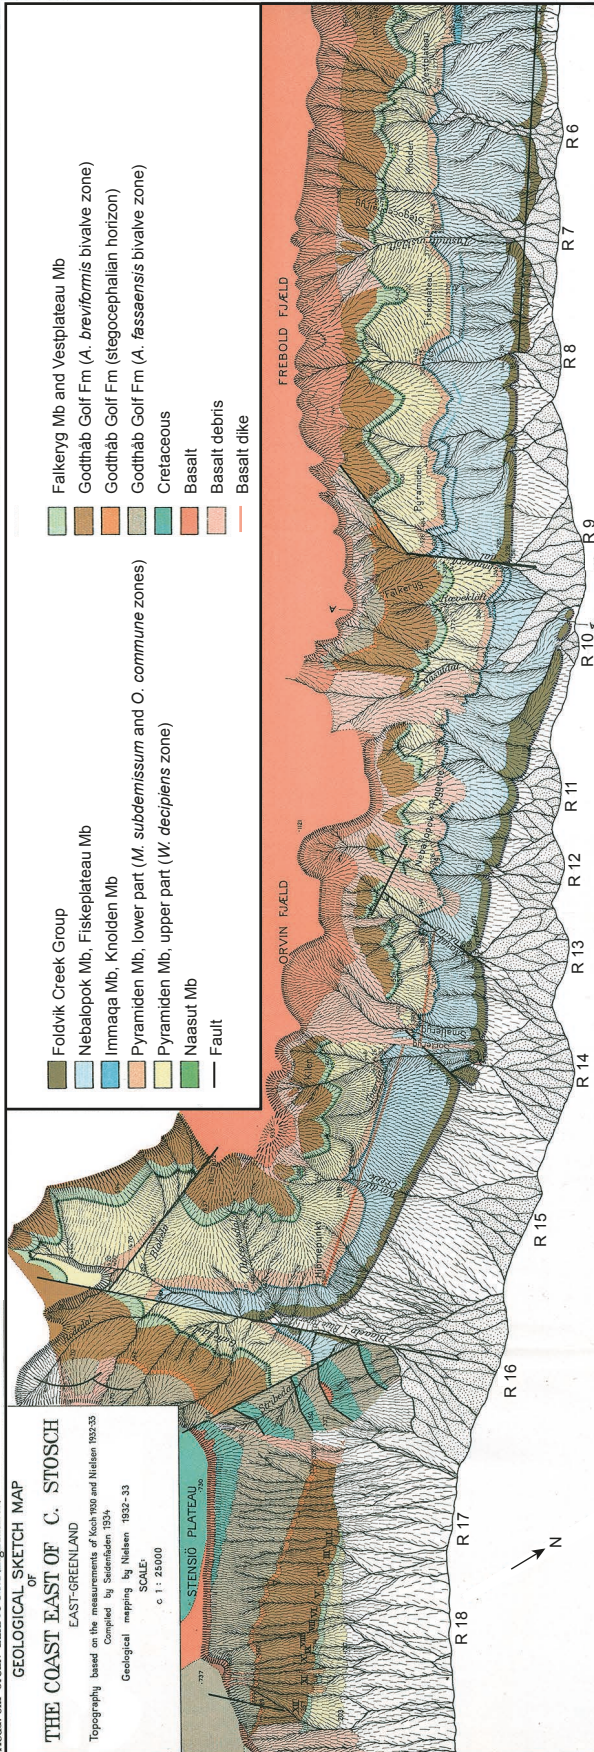 GEOLOGICAL SKETCH MAP
OF
THE COAST EAST OF C. STOSCH
EAST-GREENLAND
Topography based on the measurements of Koch 1930 and Nielsen 1932-33
Compiled by Seidenfaden 1934
Geological mapping by Nielsen 1932-33
SCALE:
c 1 : 25000
Foldvik Creek Group
Nebalopok Mb, Fiskeplateau Mb
Immaqa Mb, Knolden Mb
Pyramiden Mb, lower part (M. subdemissum and O. commune zones)
Pyramiden Mb, upper part (W. decipiens zone)
Naasut Mb
Fault
Falkeryg Mb and Vestplateau Mb
Godthåb Golf Fm (A. breviformis bivalve zone)
Godthåb Golf Fm (stegocephalian horizon)
Godthåb Golf Fm (A. fassaensis bivalve zone)
Cretaceous
Basalt
Basalt debris
Basalt dike
STENSIÖ PLATEAU
·730
·737
ORVIN FJÆLD
FREBOLD FJÆLD
Hjørnepunkt
Falkeryg
Rævekløft
Pyramiden
Fiskeplateau
Knolden
Vestplateau
A
N
R 18
R 17
R 16
R 15
R 14
R 13
R 12
R 11
R 10
R 9
R 8
R 7
R 6